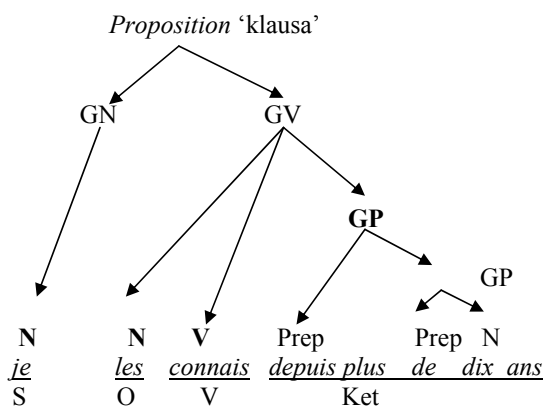 Proposition ‘klausa’
GN GV
GP
GP
N N V Prep Prep N
je les connais depuis plus de dix ans
S O V Ket